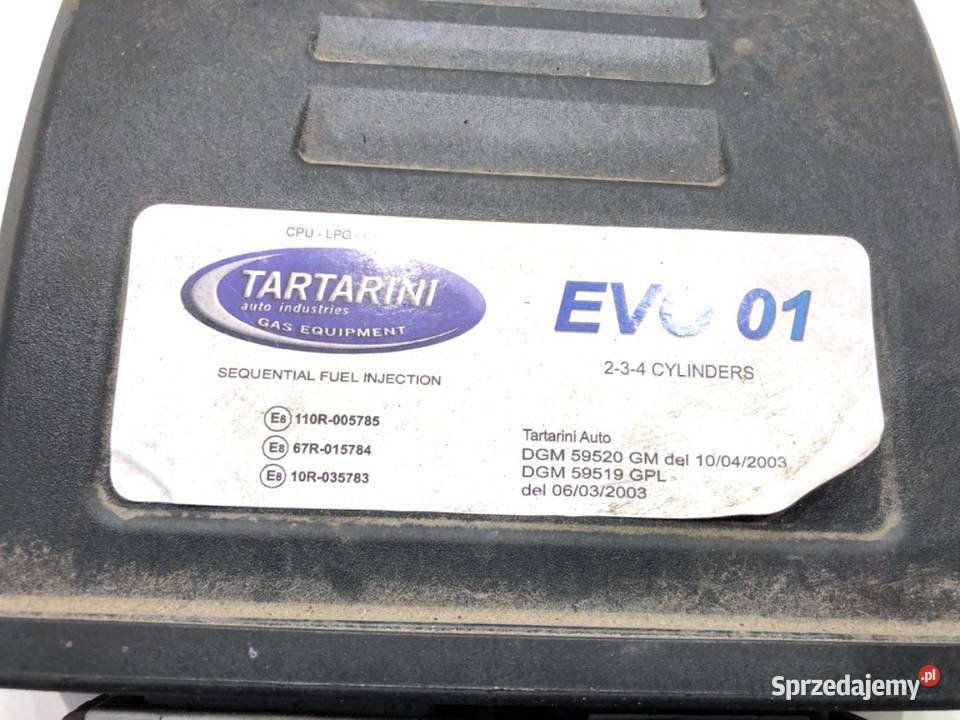 CPU - LPG -
TARTARINI
auto industries
GAS EQUIPMENT
SEQUENTIAL FUEL INJECTION
E8 110R-005785
E8 67R-015784
E8 10R-035783
EVO 01
2-3-4 CYLINDERS
Tartarini Auto
DGM 59520 GM del 10/04/2003
DGM 59519 GPL
del 06/03/2003
Sprzedajemy.pl